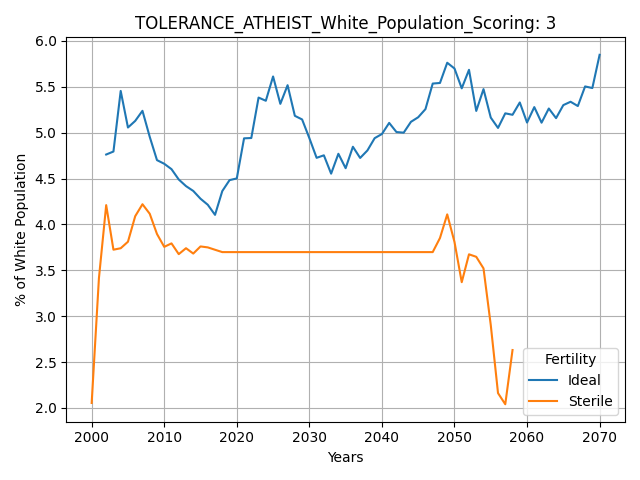 TOLERANCE_ATHEIST_White_Population_Scoring: 3
6.0
5.5
5.0
4.5
4.0
3.5
3.0
2.5
2.0
% of White Population
Fertility
Ideal
Sterile
2000 2010 2020 2030 2040 2050 2060 2070
Years